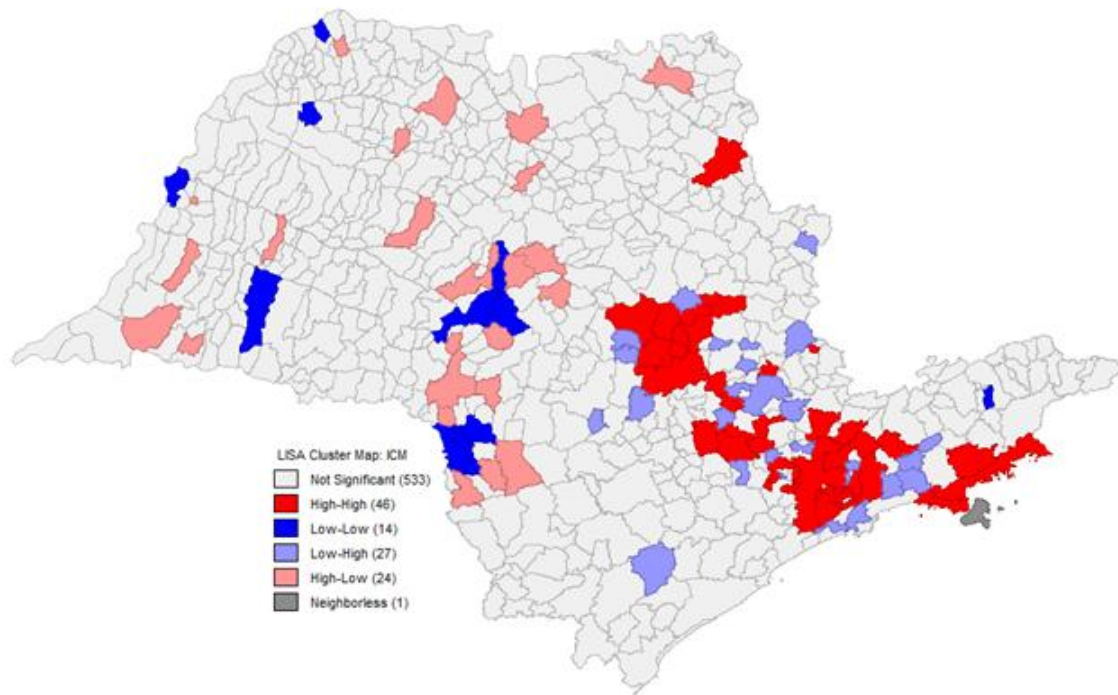 LISA Cluster Map: ICM
Not Significant (533)
High-High (46)
Low-Low (14)
Low-High (27)
High-Low (24)
Neighborless (1)